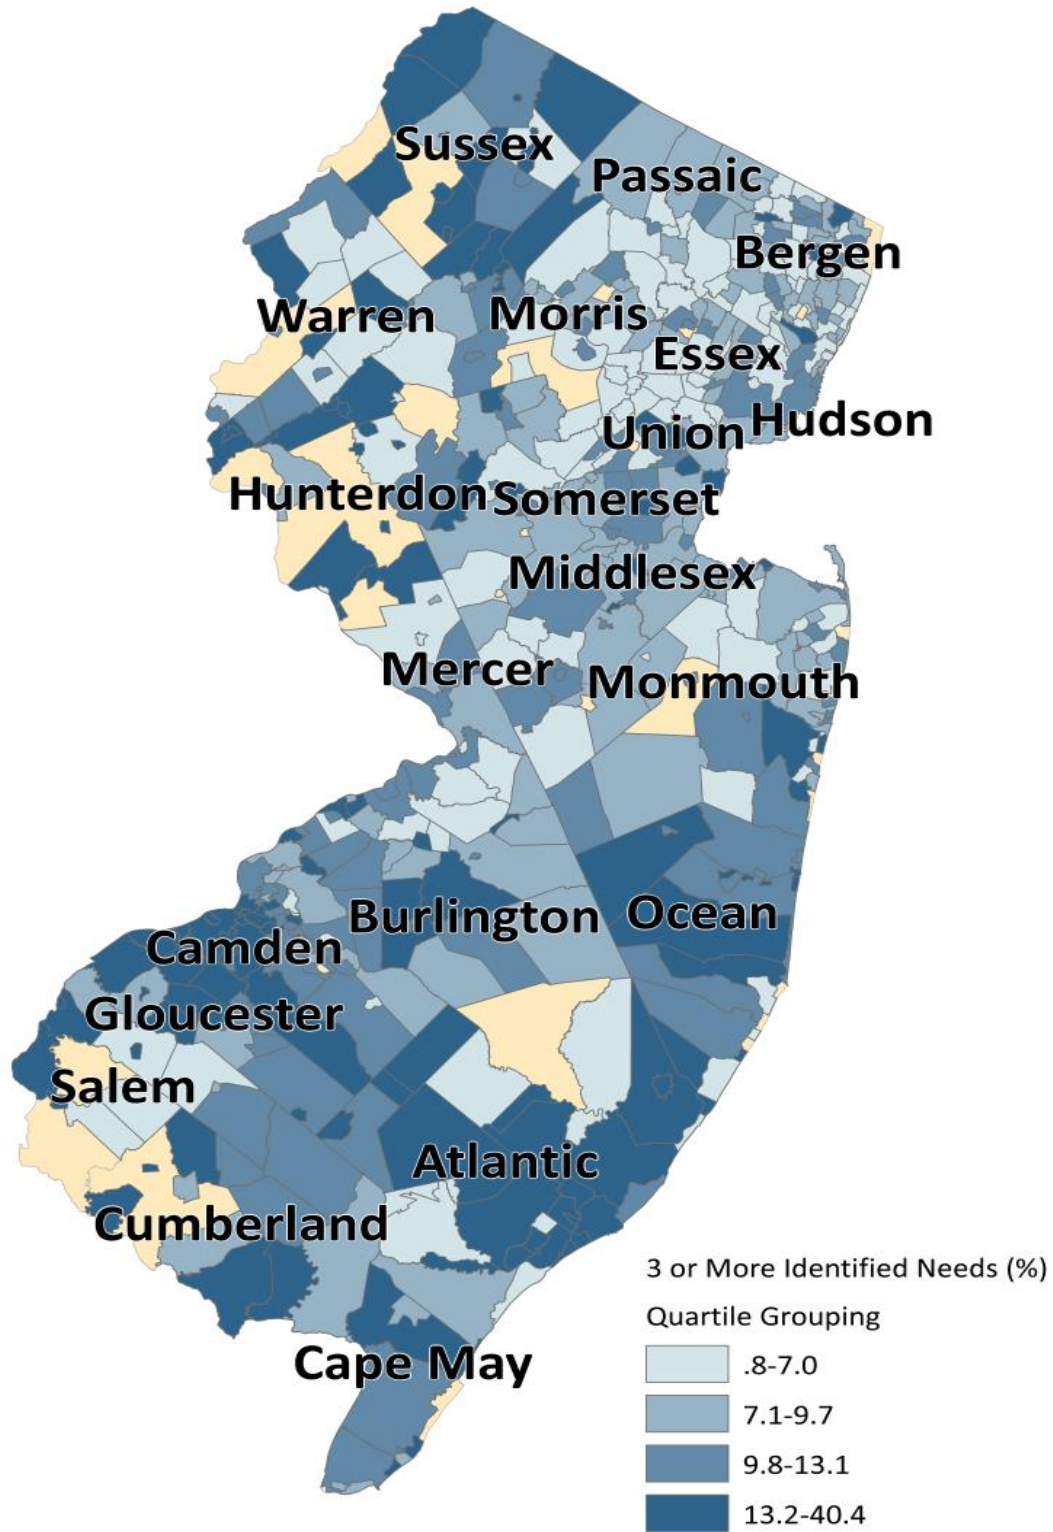 Sussex
Passaic
Bergen
Warren
Morris
Essex
Hudson
Union
Hunterdon
Somerset
Middlesex
Mercer
Monmouth
Burlington
Ocean
Camden
Gloucester
Salem
Atlantic
Cumberland
Cape May
3 or More Identified Needs (%)
Quartile Grouping
.8-7.0
7.1-9.7
9.8-13.1
13.2-40.4